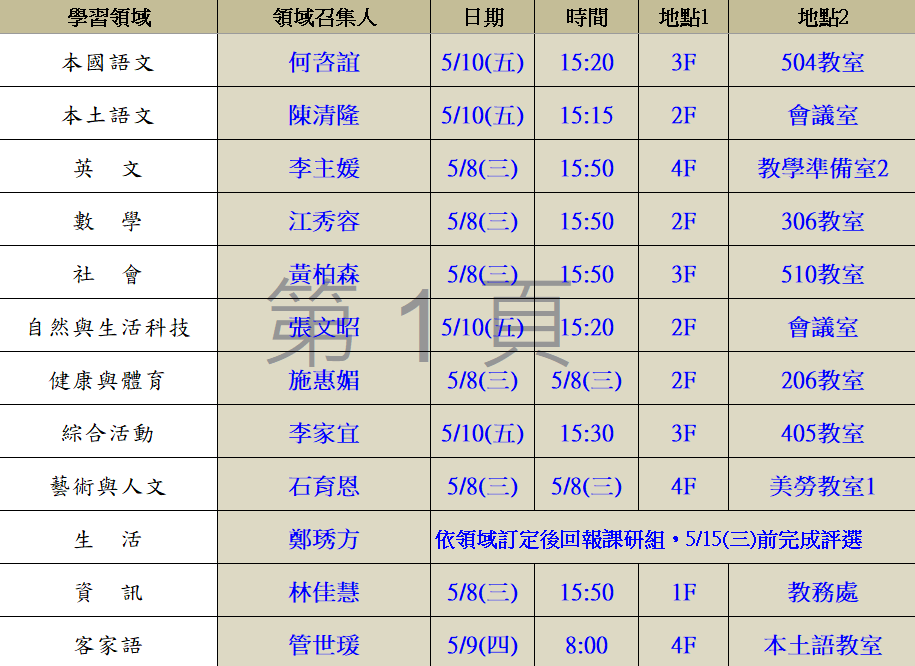 學習領域 領域召集人 日期 時間 地點1 地點2
本國語文 何咨誼 5/10(五) 15:20 3F 504教室
本土語文 陳清隆 5/10(五) 15:15 2F 會議室
英 文 李主媛 5/8(三) 15:50 4F 教學準備室2
數 學 江秀容 5/8(三) 15:50 2F 306教室
社 會 黃柏森 5/8(三) 15:50 3F 510教室
第 1 頁
自然與生活科技 張文昭 5/10(五) 15:20 2F 會議室
健康與體育 施惠媚 5/8(三) 5/8(三) 2F 206教室
綜合活動 李家宜 5/10(五) 15:30 3F 405教室
藝術與人文 石育恩 5/8(三) 5/8(三) 4F 美勞教室1
生 活 鄭琇方 依領域訂定後回報課研組，5/15(三)前完成評選
資 訊 林佳慧 5/8(三) 15:50 1F 教務處
客家語 管世瑗 5/9(四) 8:00 4F 本土語教室